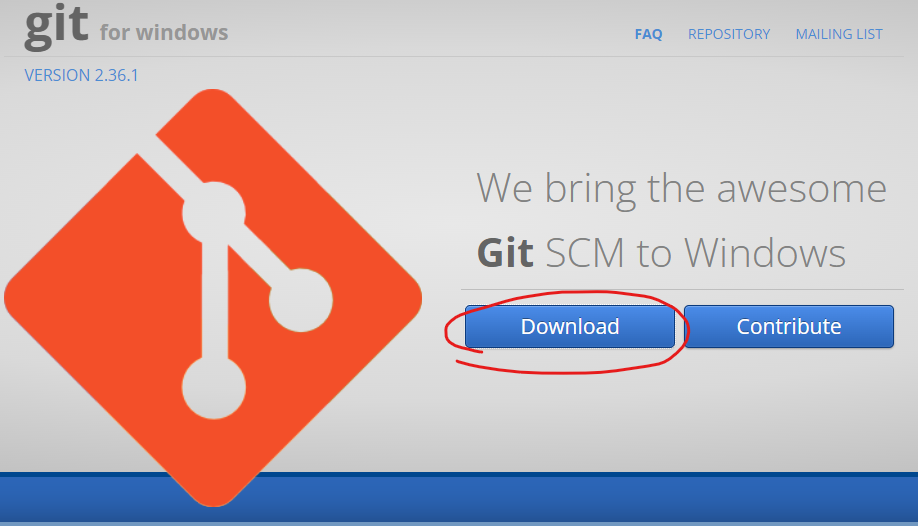 git for windows
FAQ REPOSITORY MAILING LIST
VERSION 2.36.1
We bring the awesome
Git SCM to Windows
Download Contribute